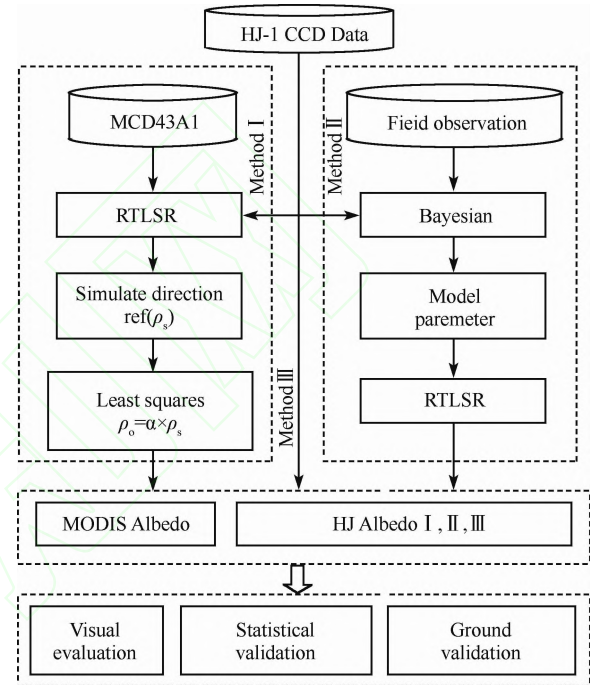 HJ-1 CCD Data
MCD43A1
RTLSR
Simulate direction
ref(ρs)
Least squares
ρo=α×ρs
Method Ⅰ
Method Ⅱ
Method Ⅲ
Fieid observation
Bayesian
Model
paremeter
RTLSR
MODIS Albedo
HJ Albedo Ⅰ , Ⅱ , Ⅲ
Visual
evaluation
Statistical
validation
Ground
validation